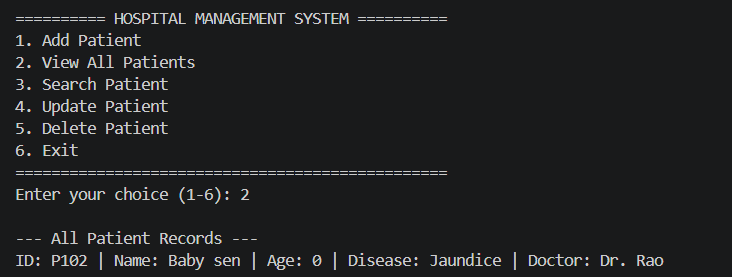 ========== HOSPITAL MANAGEMENT SYSTEM ==========
1. Add Patient
2. View All Patients
3. Search Patient
4. Update Patient
5. Delete Patient
6. Exit
================================================
Enter your choice (1-6): 2
--- All Patient Records ---
ID: P102 | Name: Baby sen | Age: 0 | Disease: Jaundice | Doctor: Dr. Rao